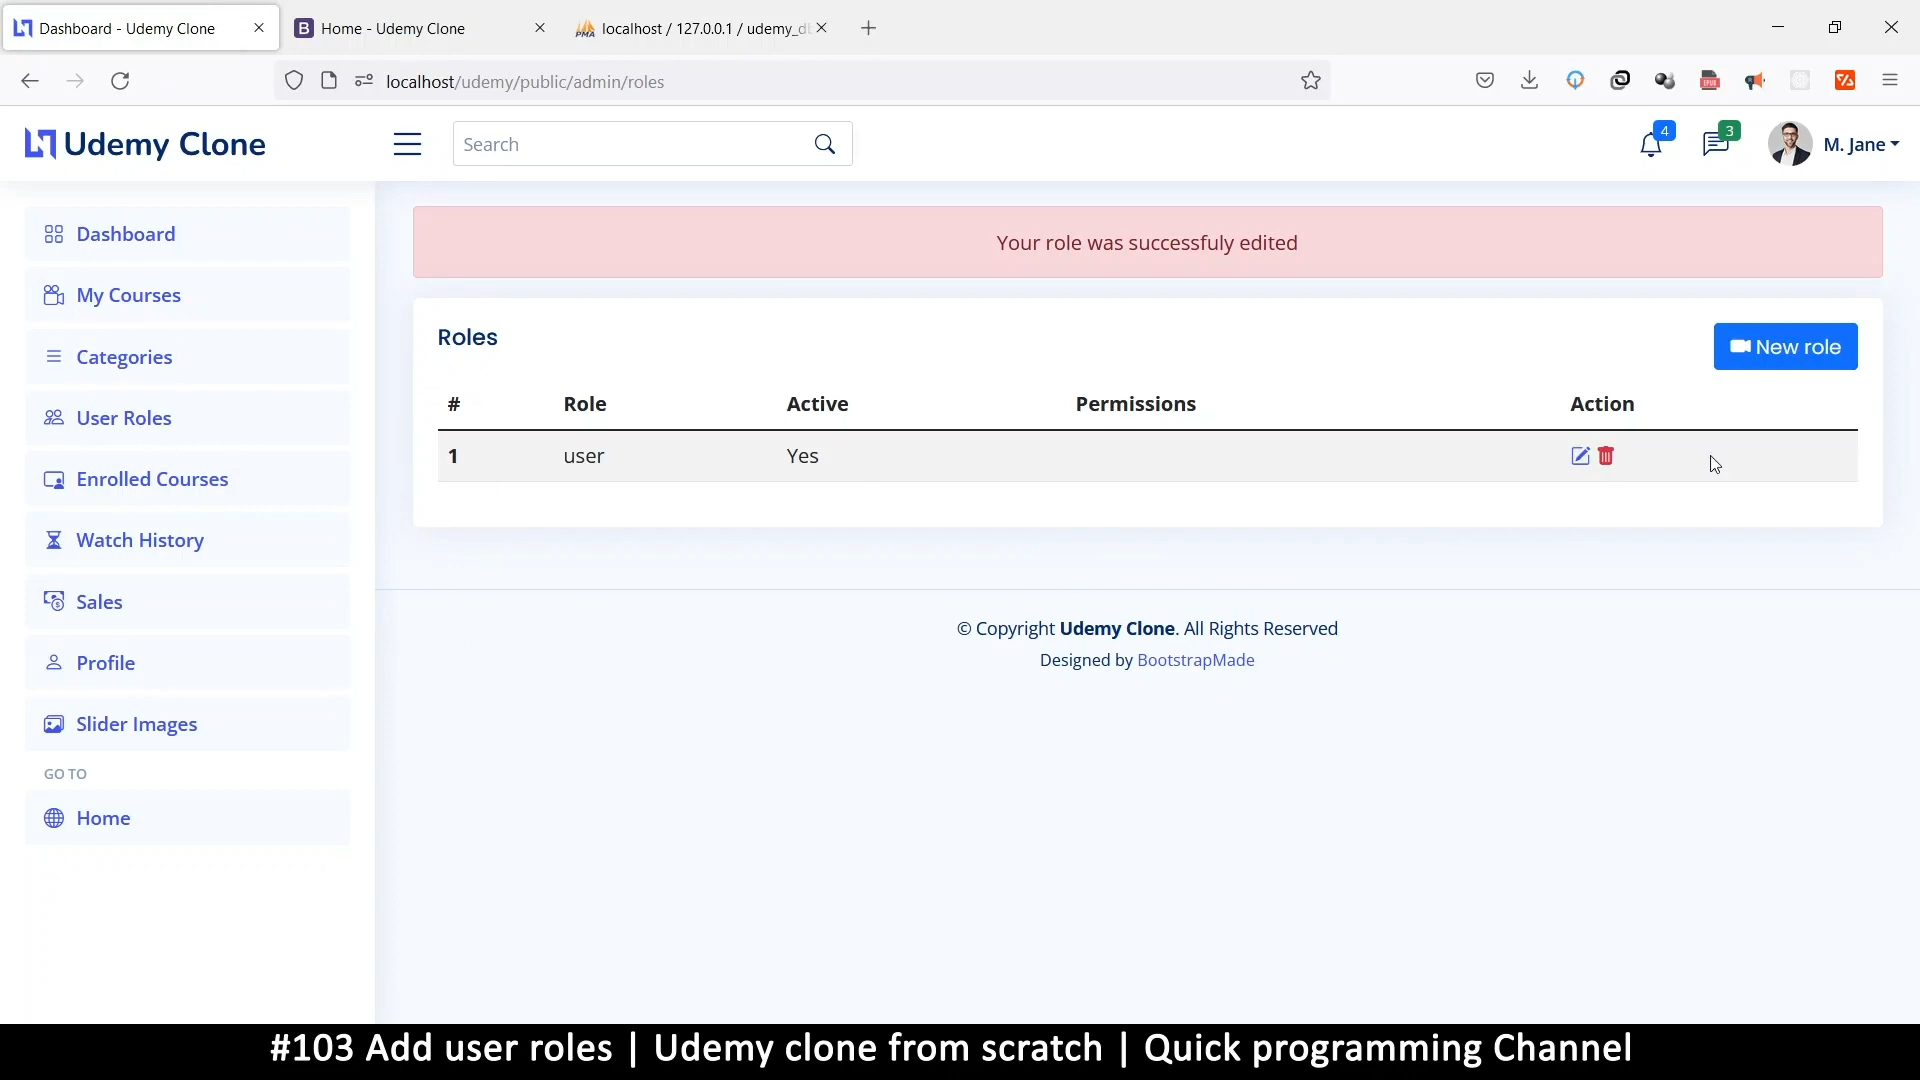 Dashboard - Udemy Clone
Home - Udemy Clone
localhost / 127.0.0.1 / udemy_d
localhost/udemy/public/admin/roles
Udemy Clone
Search
4
3
M. Jane
Dashboard
My Courses
Categories
User Roles
Enrolled Courses
Watch History
Sales
Profile
Slider Images
GO TO
Home
Your role was successfuly edited
Roles
New role
# Role Active Permissions Action
1 user Yes
© Copyright Udemy Clone. All Rights Reserved
Designed by BootstrapMade
#103 Add user roles | Udemy clone from scratch | Quick programming Channel